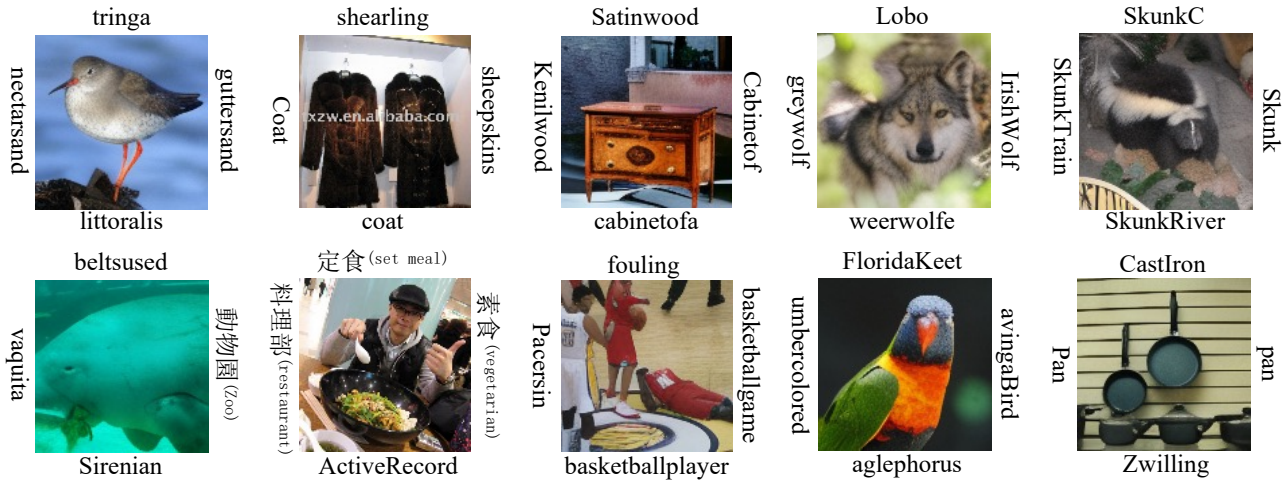 tringa
nectarsand
guttersand
littoralis
shearling
Coat
txzw.en.alibaba.com
sheepskins
coat
Satinwood
Kenilwood
Cabinetof
cabinetofa
Lobo
greywolf
IrishWolf
weerwolfe
SkunkC
SkunkTrain
Skunk
SkunkRiver
beltsused
vaquita
動物園(Zoo)
Sirenian
定食(set meal)
料理部(restaurant)
素食(vegetarian)
ActiveRecord
fouling
Pacersin
basketballgame
basketballplayer
FloridaKeet
umbercolored
avingaBird
aglephorus
CastIron
Pan
pan
Zwilling